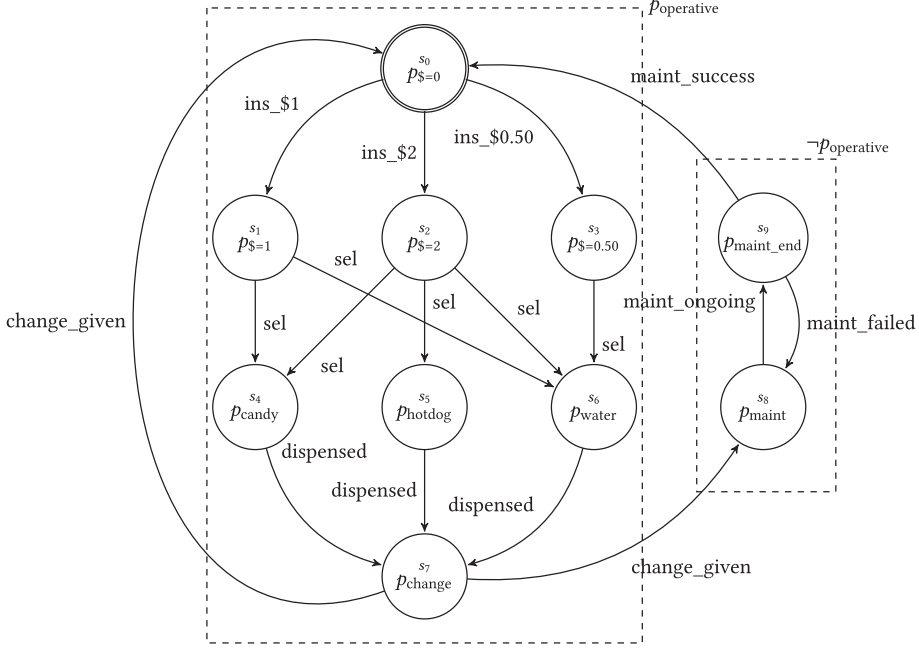 p_operative
s_0
p_$=0
maint_success
ins_$1
ins_$2
ins_$0.50
¬p_operative
s_1
p_$=1
s_2
p_$=2
s_3
p_$=0.50
s_9
p_maint_end
sel
sel
sel
maint_ongoing
change_given
sel
maint_failed
sel
sel
s_4
p_candy
s_5
p_hotdog
s_6
p_water
s_8
p_maint
dispensed
dispensed
dispensed
s_7
p_change
change_given